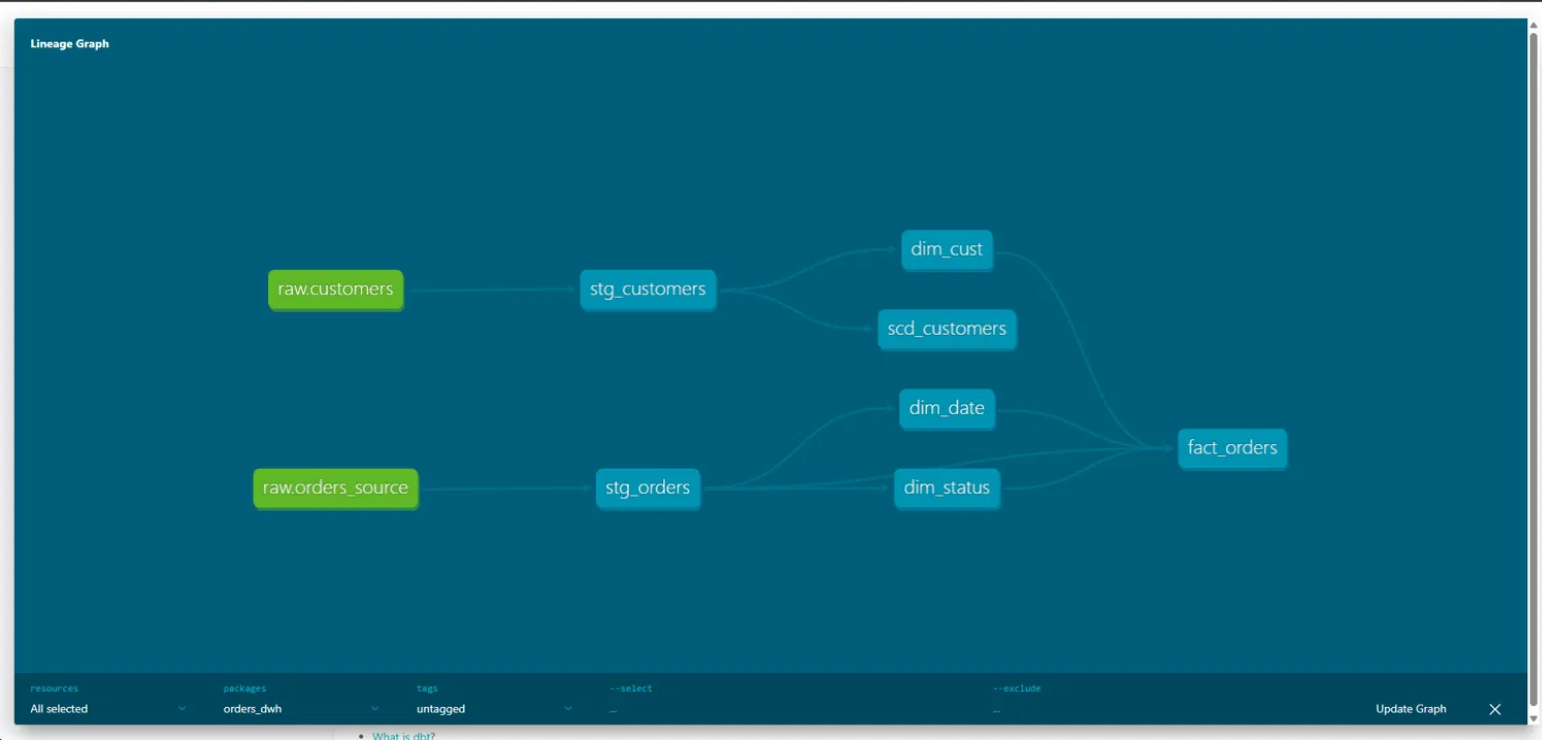 Lineage Graph
dim_cust
raw.customers
stg_customers
scd_customers
dim_date
fact_orders
raw.orders_source
stg_orders
dim_status
resources
packages
tags
--select
--exclude
All selected
orders_dwh
untagged
...
...
Update Graph
What is dbt?